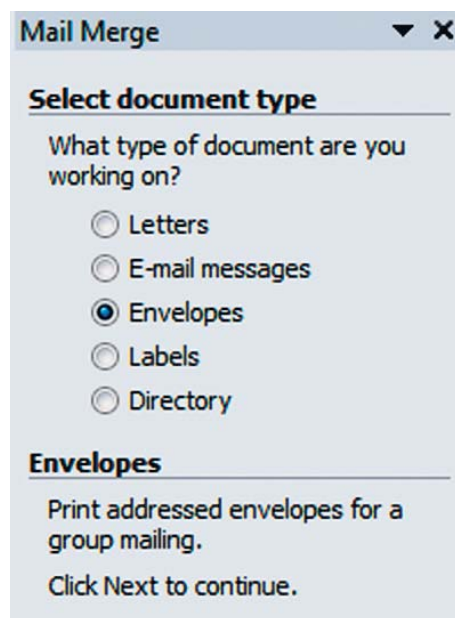 Mail Merge
Select document type
What type of document are you
working on?
Letters
E-mail messages
Envelopes
Labels
Directory
Envelopes
Print addressed envelopes for a
group mailing.
Click Next to continue.